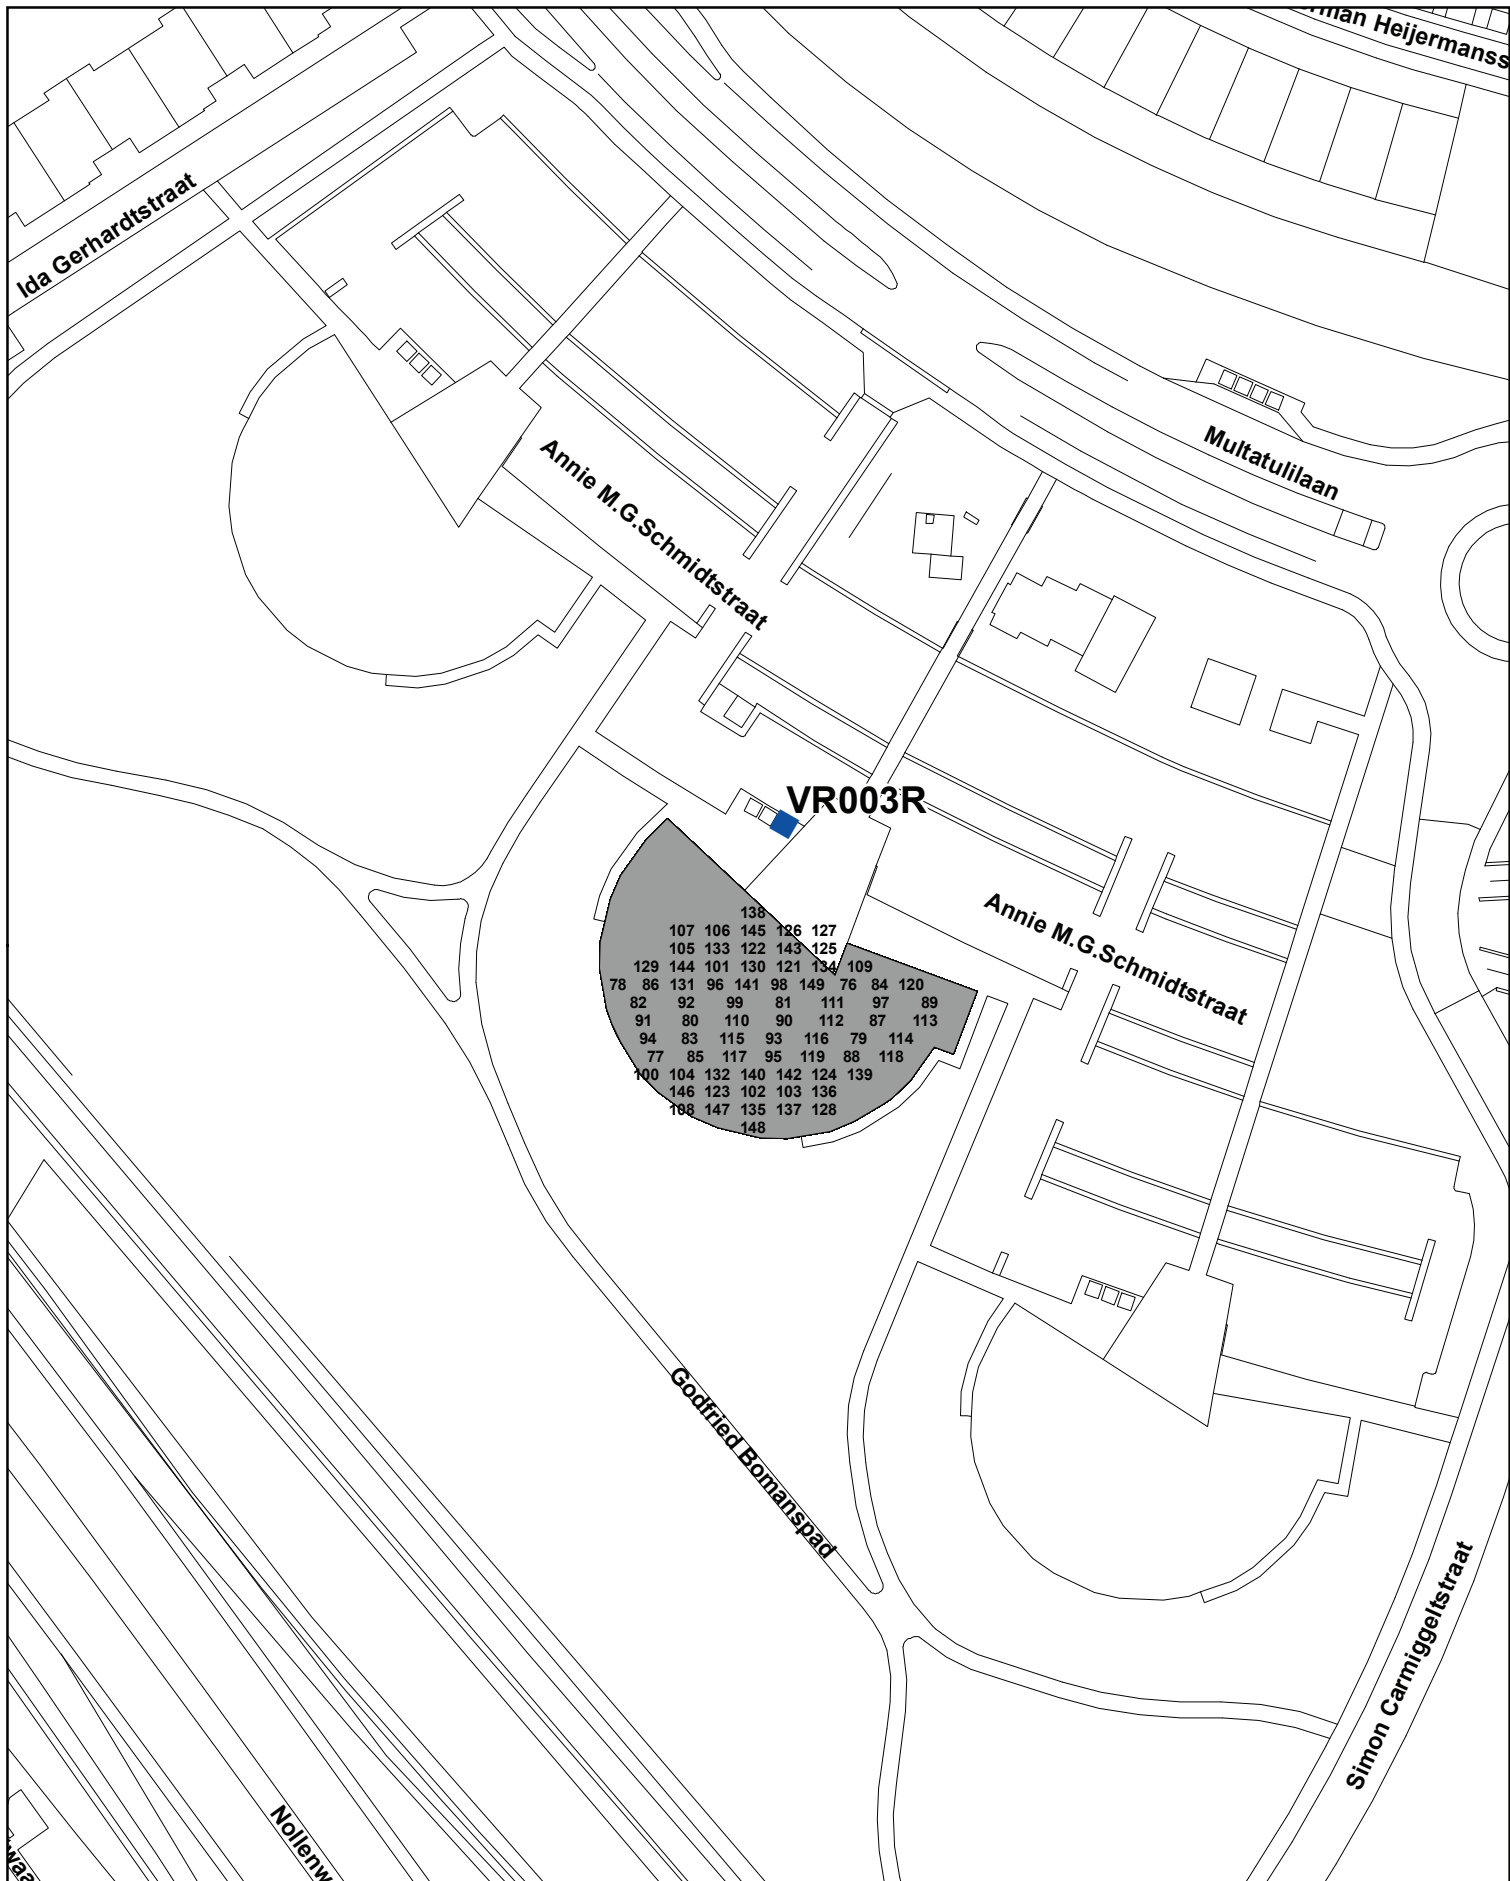 rman Heijermanss
Ida Gerhardtstraat
Multatulilaan
Annie M.G.Schmidtstraat
VR003R
Annie M.G.Schmidtstraat
138
107 106 145 126 127
105 133 122 143 125
129 144 101 130 121 134 109
78 86 131 96 141 98 149 76 84 120
82 92 99 81 111 97 89
91 80 110 90 112 87 113
94 83 115 93 116 79 114
77 85 117 95 119 88 118
100 104 132 140 142 124 139
146 123 102 103 136
108 147 135 137 128
148
Godfried Bomanspad
Simon Carmiggeltstraat
Nollenw
waa